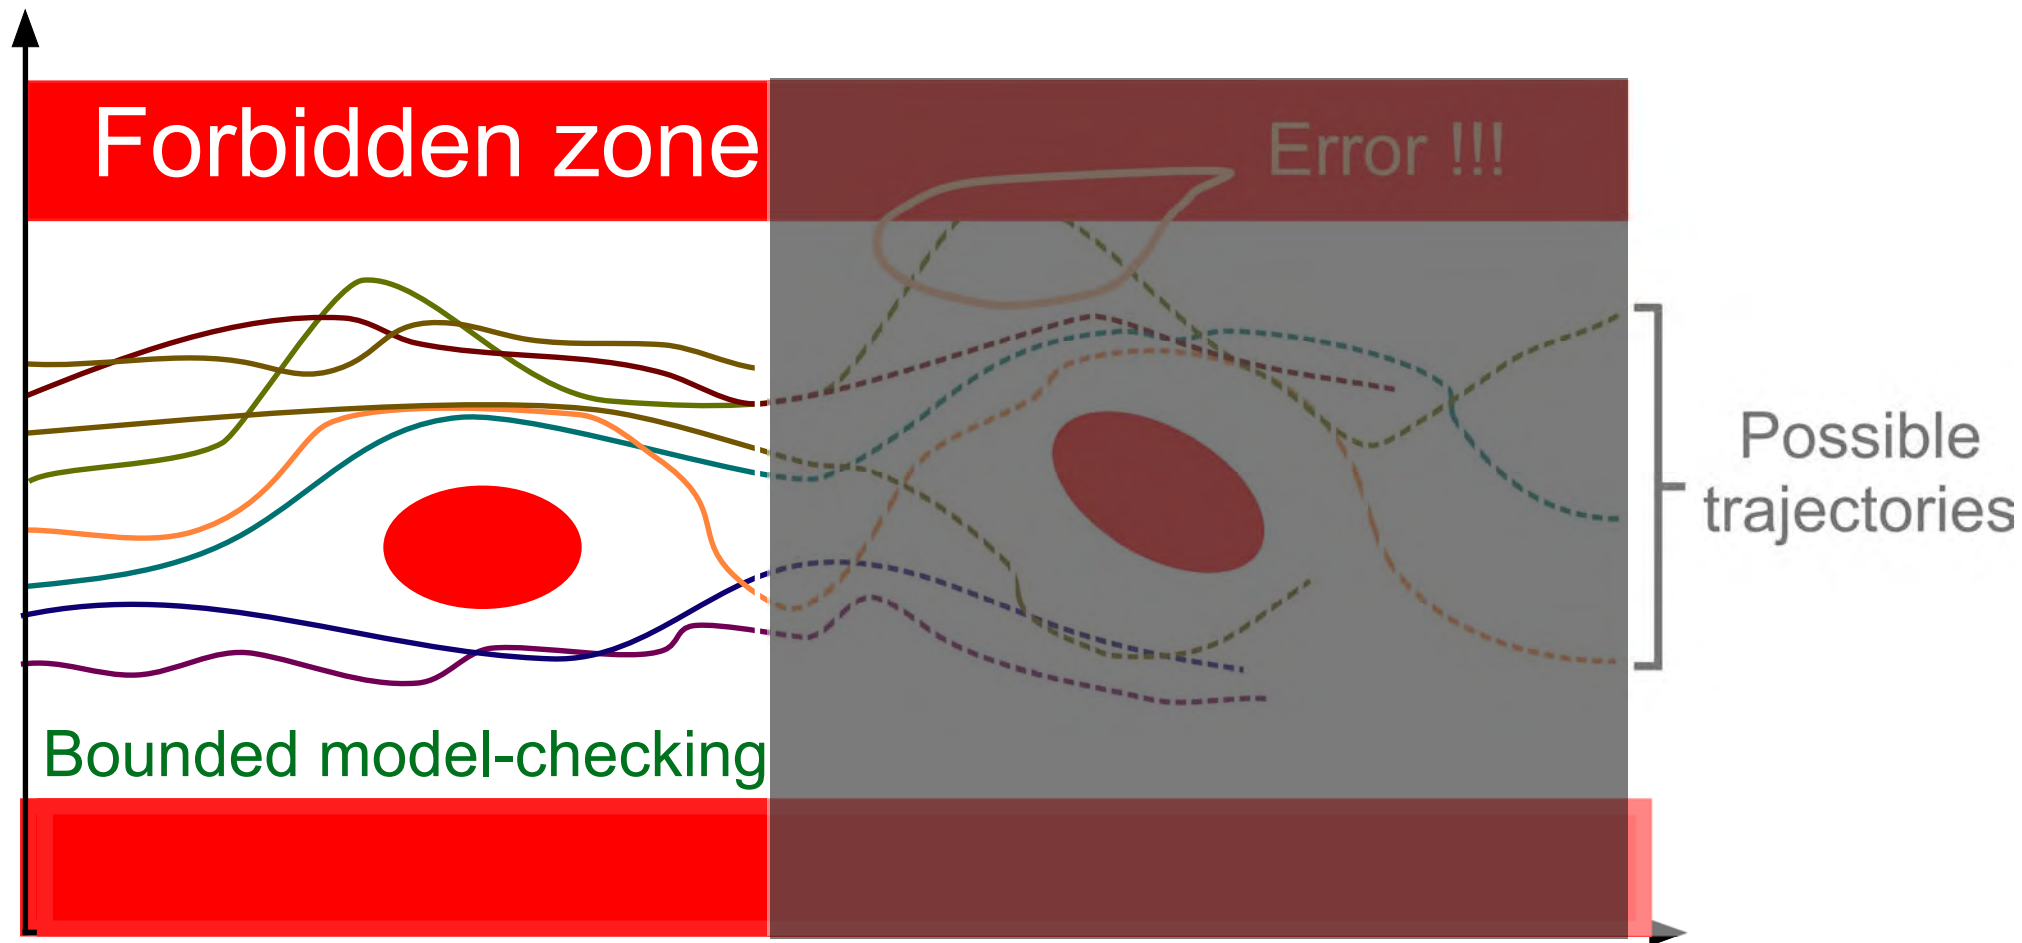 Forbidden zone
Error !!!
Possible
trajectories
Bounded model-checking